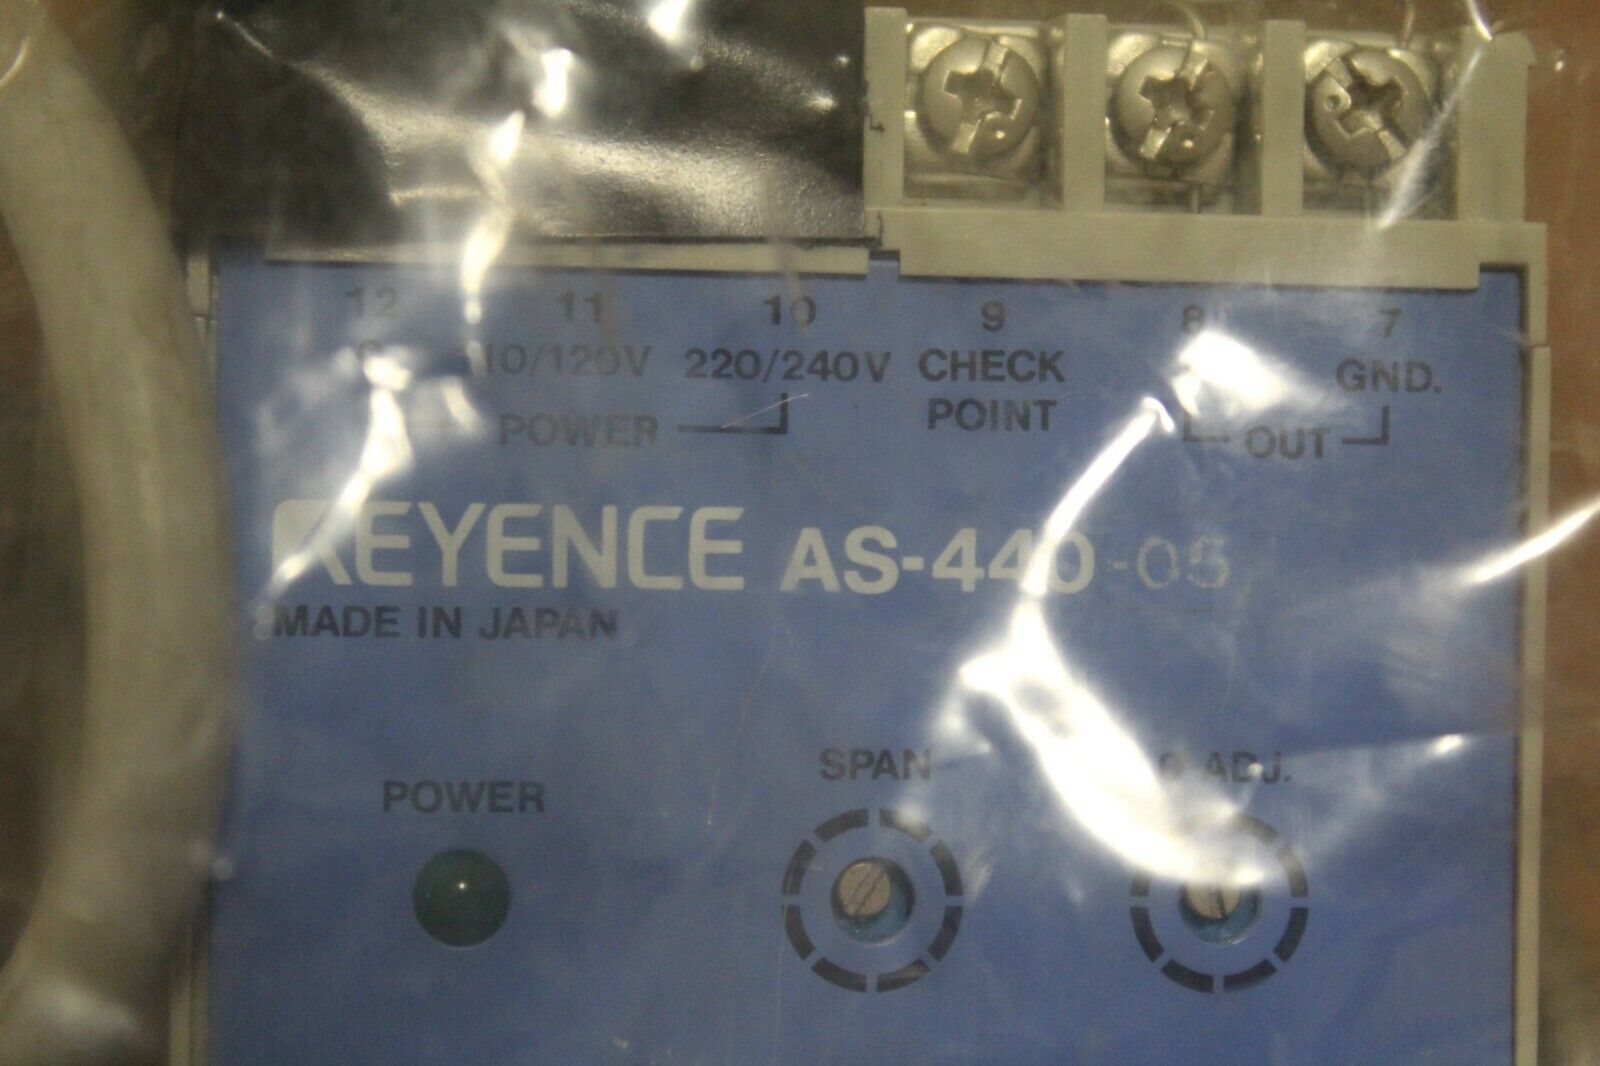 12 11 10 9 8 7
10/120V 220/240V CHECK POINT GND.
POWER OUT
KEYENCE AS-440-05
MADE IN JAPAN
POWER SPAN 0 ADJ.